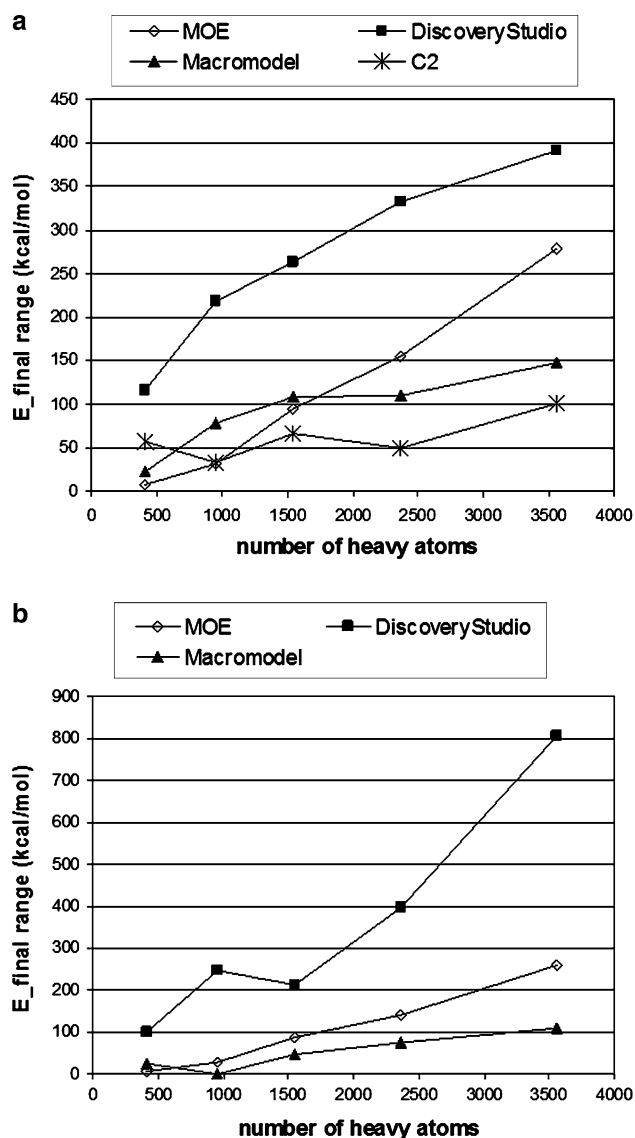 a
MOE DiscoveryStudio
Macromodel C2
E_final range (kcal/mol)
450
400
350
300
250
200
150
100
50
0
0 500 1000 1500 2000 2500 3000 3500 4000
number of heavy atoms
b
MOE DiscoveryStudio
Macromodel
E_final range (kcal/mol)
900
800
700
600
500
400
300
200
100
0
0 500 1000 1500 2000 2500 3000 3500 4000
number of heavy atoms